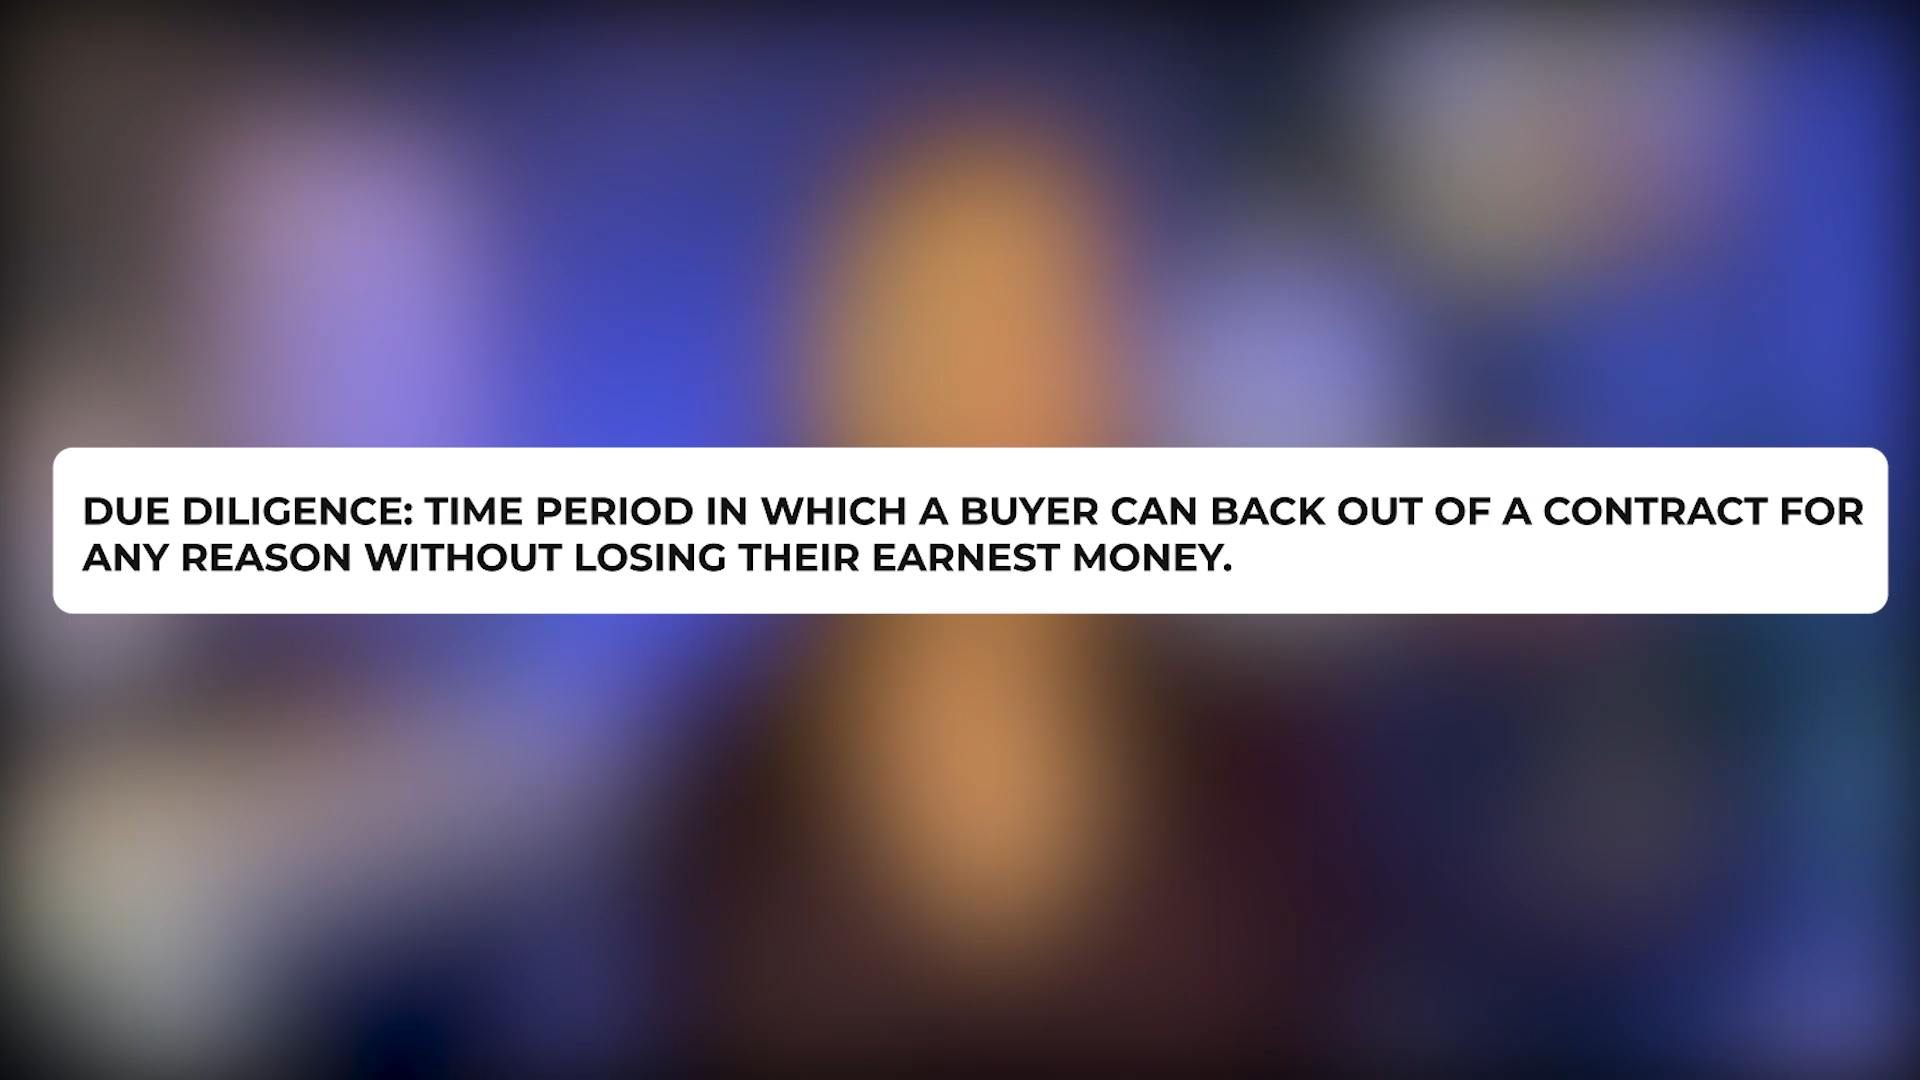 DUE DILIGENCE: TIME PERIOD IN WHICH A BUYER CAN BACK OUT OF A CONTRACT FOR
ANY REASON WITHOUT LOSING THEIR EARNEST MONEY.